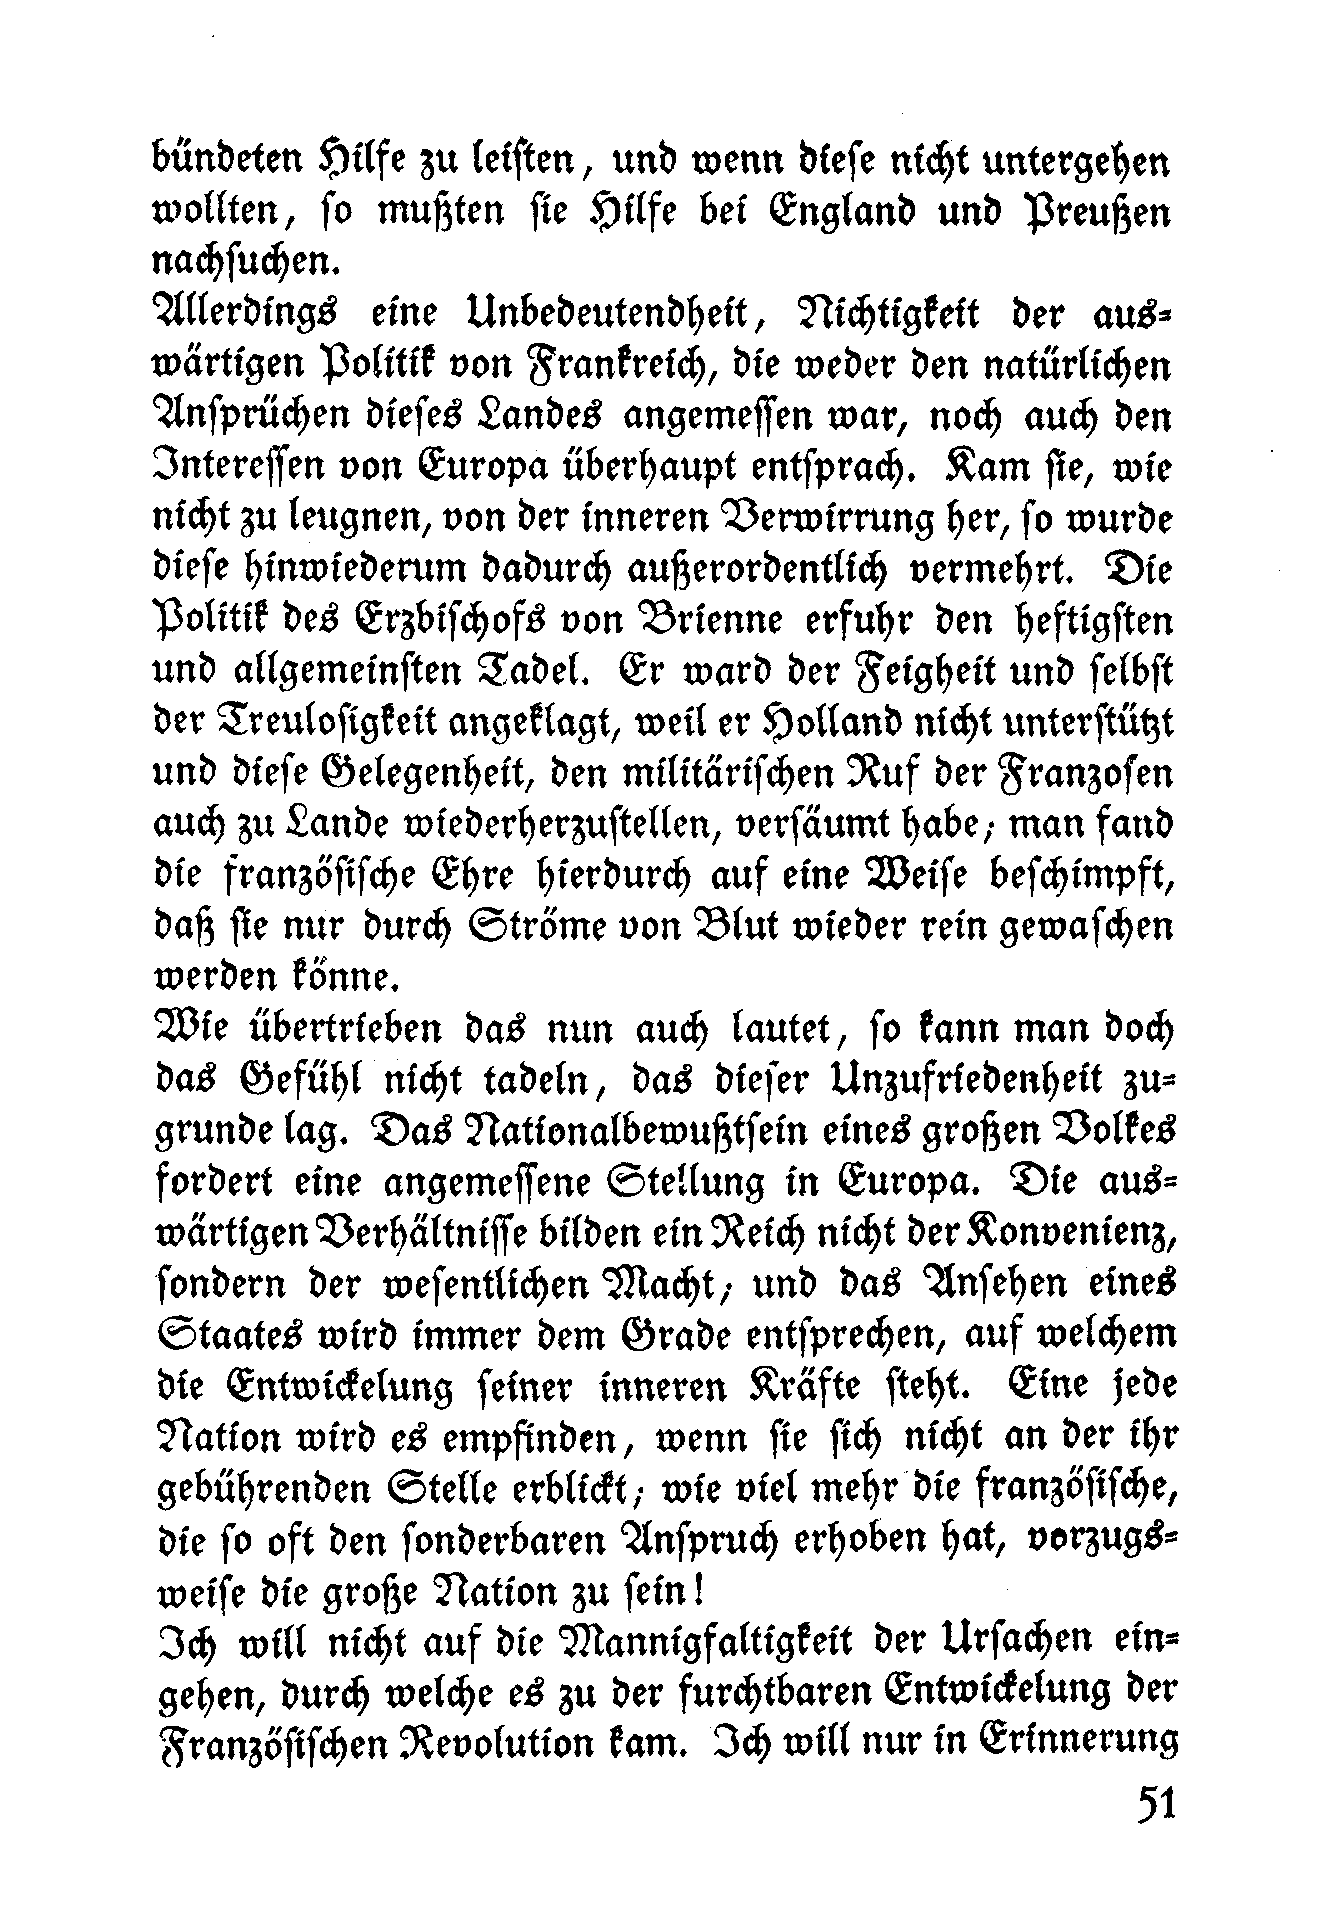 bündeten Hilfe zu leisten, und wenn diese nicht untergehen
wollten, so mußten sie Hilfe bei England und Preußen
nachsuchen.
Allerdings eine Unbedeutendheit, Nichtigkeit der aus-
wärtigen Politik von Frankreich, die weder den natürlichen
Ansprüchen dieses Landes angemessen war, noch auch den
Interessen von Europa überhaupt entsprach. Kam sie, wie
nicht zu leugnen, von der inneren Verwirrung her, so wurde
diese hinwiederum dadurch außerordentlich vermehrt. Die
Politik des Erzbischofs von Brienne erfuhr den heftigsten
und allgemeinsten Tadel. Er ward der Feigheit und selbst
der Treulosigkeit angeklagt, weil er Holland nicht unterstützt
und diese Gelegenheit, den militärischen Ruf der Franzosen
auch zu Lande wiederherzustellen, versäumt habe; man fand
die französische Ehre hierdurch auf eine Weise beschimpft,
daß sie nur durch Ströme von Blut wieder rein gewaschen
werden könne.
Wie übertrieben das nun auch lautet, so kann man doch
das Gefühl nicht tadeln, das dieser Unzufriedenheit zu-
grunde lag. Das Nationalbewußtsein eines großen Volkes
fordert eine angemessene Stellung in Europa. Die aus-
wärtigen Verhältnisse bilden ein Reich nicht der Konvenienz,
sondern der wesentlichen Macht; und das Ansehen eines
Staates wird immer dem Grade entsprechen, auf welchem
die Entwickelung seiner inneren Kräfte steht. Eine jede
Nation wird es empfinden, wenn sie sich nicht an der ihr
gebührenden Stelle erblickt; wie viel mehr die französische,
die so oft den sonderbaren Anspruch erhoben hat, vorzugs-
weise die große Nation zu sein!
Ich will nicht auf die Mannigfaltigkeit der Ursachen ein-
gehen, durch welche es zu der furchtbaren Entwickelung der
Französischen Revolution kam. Ich will nur in Erinnerung
51